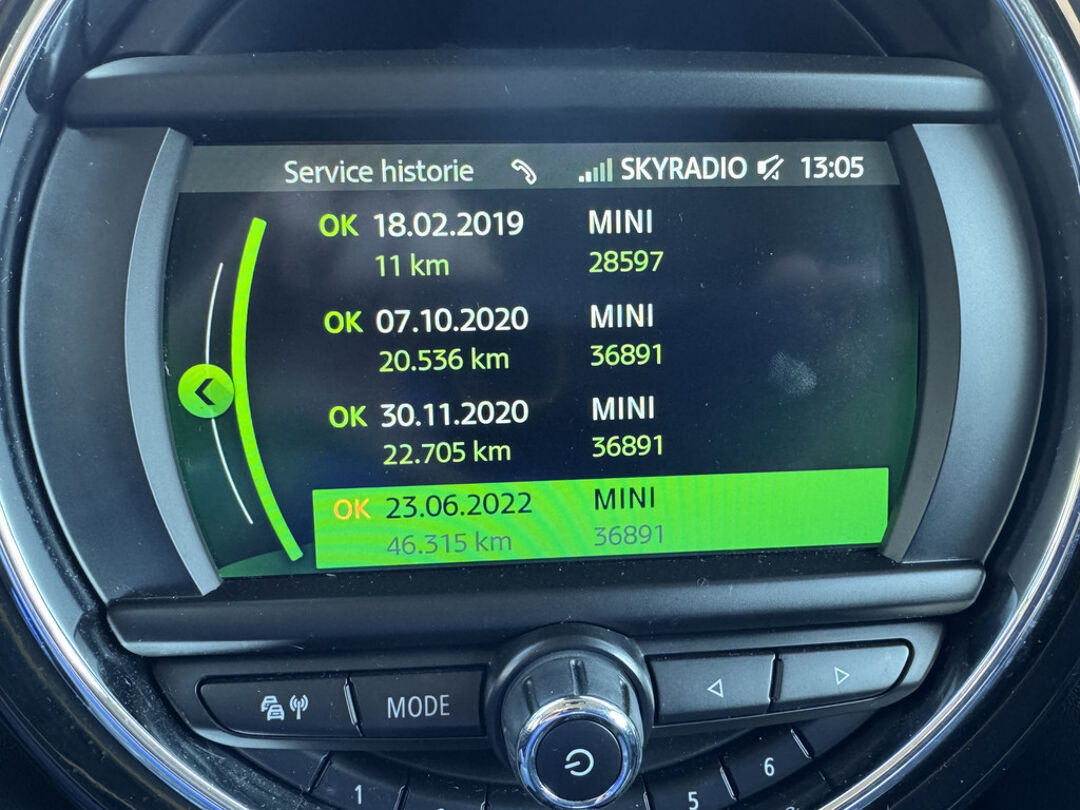 Service historie SKYRADIO 13:05
OK 18.02.2019 MINI
11 km 28597
OK 07.10.2020 MINI
20.536 km 36891
OK 30.11.2020 MINI
22.705 km 36891
OK 23.06.2022 MINI
46.315 km 36891
MODE
1 5 6